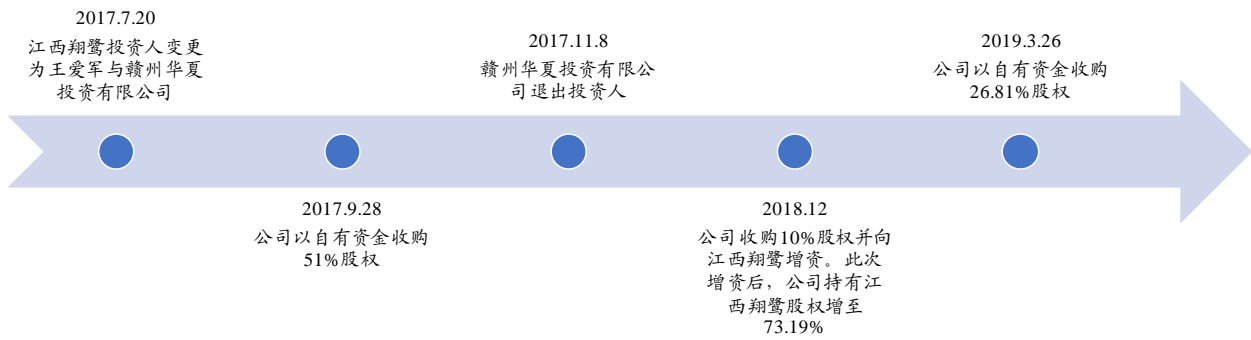 2017.7.20
江西翔鹭投资人变更
为王爱军与赣州华夏
投资有限公司
2017.9.28
公司以自有资金收购
51%股权
2017.11.8
赣州华夏投资有限公
司退出投资人
2018.12
公司收购10%股权并向
江西翔鹭增资。此次
增资后，公司持有江
西翔鹭股权增至
73.19%
2019.3.26
公司以自有资金收购
26.81%股权